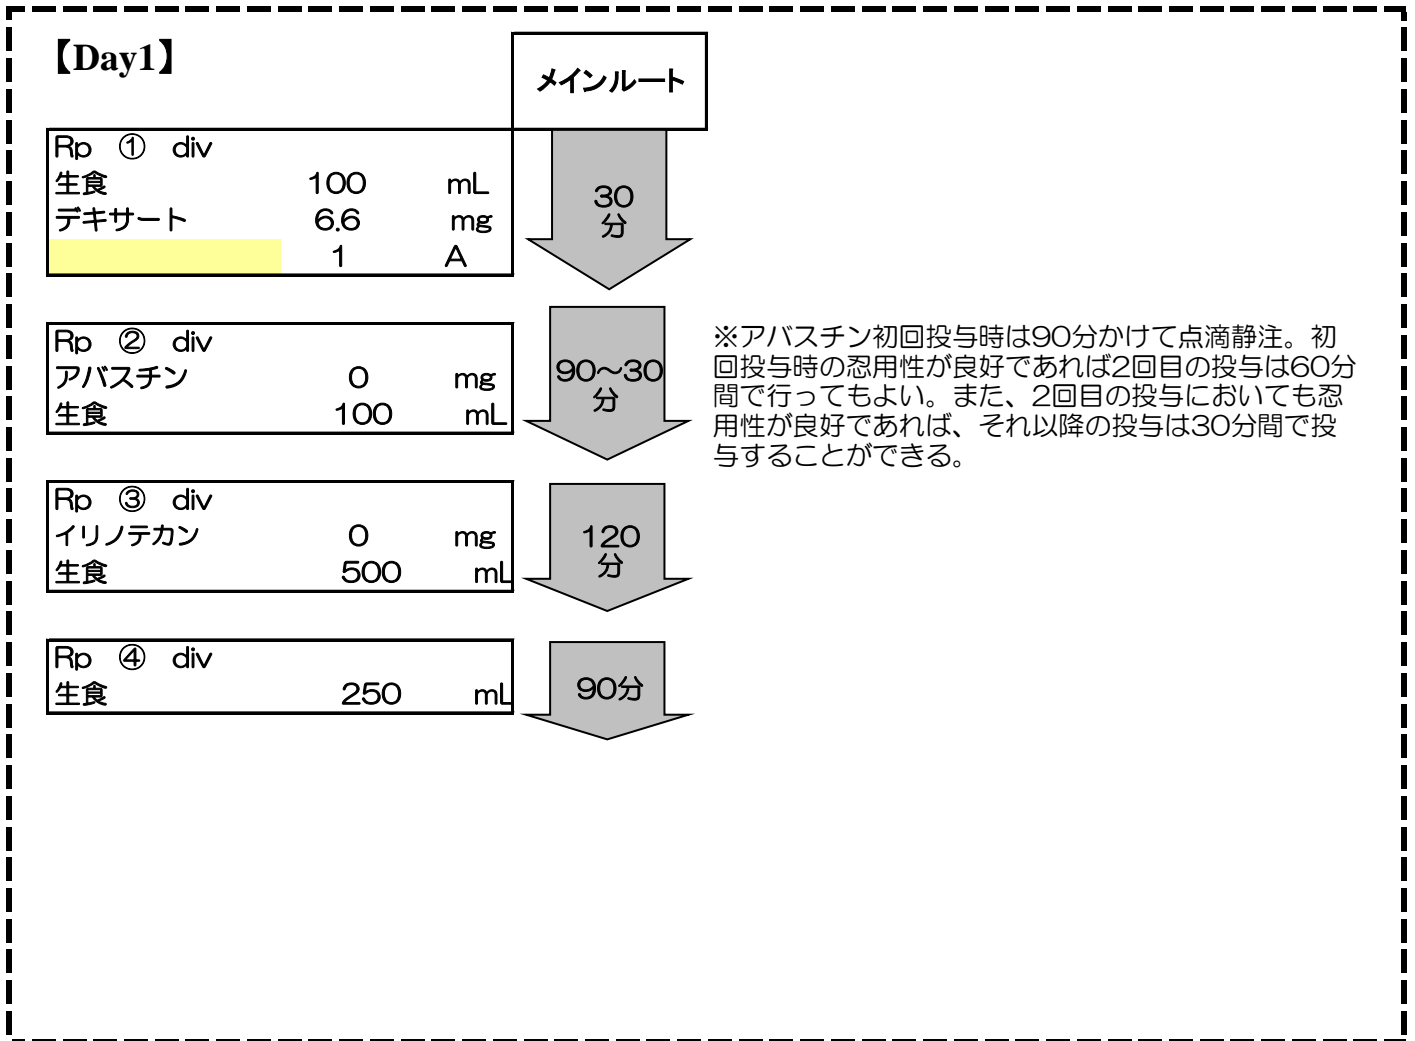 【Day1】
メインルート
Rp ① div
生食 100 mL
デキサート 6.6 mg
1 A
30
分
Rp ② div
アバスチン 0 mg
生食 100 mL
90～30
分
※アバスチン初回投与時は90分かけて点滴静注。初
回投与時の忍用性が良好であれば2回目の投与は60分
間で行ってもよい。また、2回目の投与においても忍
用性が良好であれば、それ以降の投与は30分間で投
与することができる。
Rp ③ div
イリノテカン 0 mg
生食 500 mL
120
分
Rp ④ div
生食 250 mL
90分